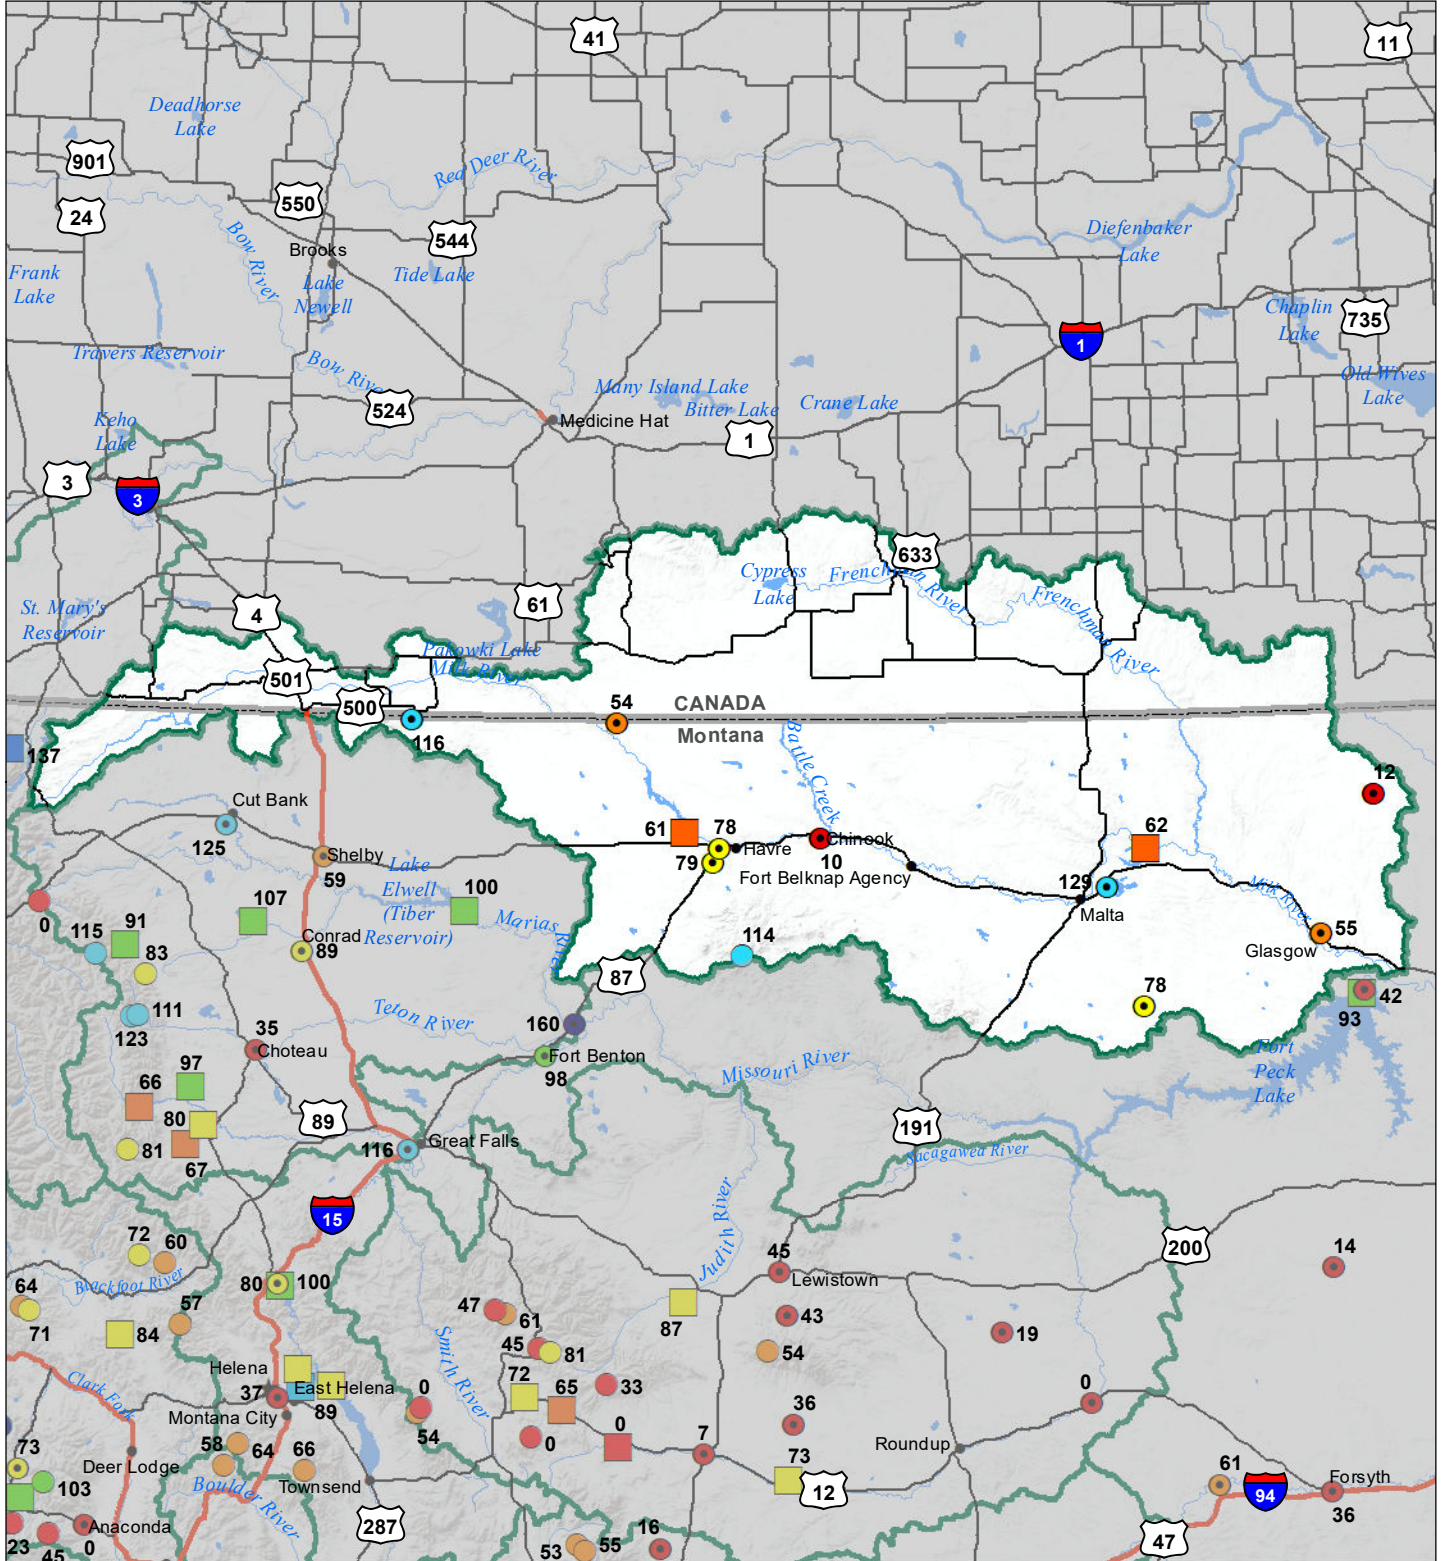 41
11
Deadhorse
Lake
901
Red Deer River
550
24
544
Diefenbaker
Lake
Bow River
Brooks
Frank
Lake
Lake
Newell
Tide Lake
Chaplin
Lake
735
1
Travers Reservoir
Bow River
Many Island Lake
Bitter Lake
Crane Lake
Old Wives
Lake
524
Keho
Lake
Medicine Hat
1
3
3
633
Cypress
Lake
Frenchman River
Frenchman River
61
St. Mary's
Reservoir
4
Pakowki Lake
Milk River
501
500
54
CANADA
Montana
116
137
Battle Creek
12
Cut Bank
125
61
78
Havre
79
Chinook
10
62
Shelby
59
Lake
Elwell
(Tiber
Reservoir)
Fort Belknap Agency
129
Malta
Milk River
100
107
0
91
115
83
Conrad
89
Marias River
114
55
Glasgow
87
78
42
93
111
123
Teton River
160
35
Choteau
Fort Benton
98
Missouri River
Fort
Peck
Lake
97
66
80
89
191
81
67
116
Great Falls
Sacagawea River
15
Judith River
72
60
200
45
Lewistown
14
Blackfoot River
80
100
64
71
57
47
61
87
43
84
19
Smith River
45
81
54
Helena
37
East Helena
89
72
65
33
0
Clark Fork
Montana City
0
54
36
0
0
7
58
64
66
Townsend
Roundup
73
Deer Lodge
73
12
61
94
Forsyth
36
103
Boulder River
287
Anaconda
0
23
45
53
55
16
47